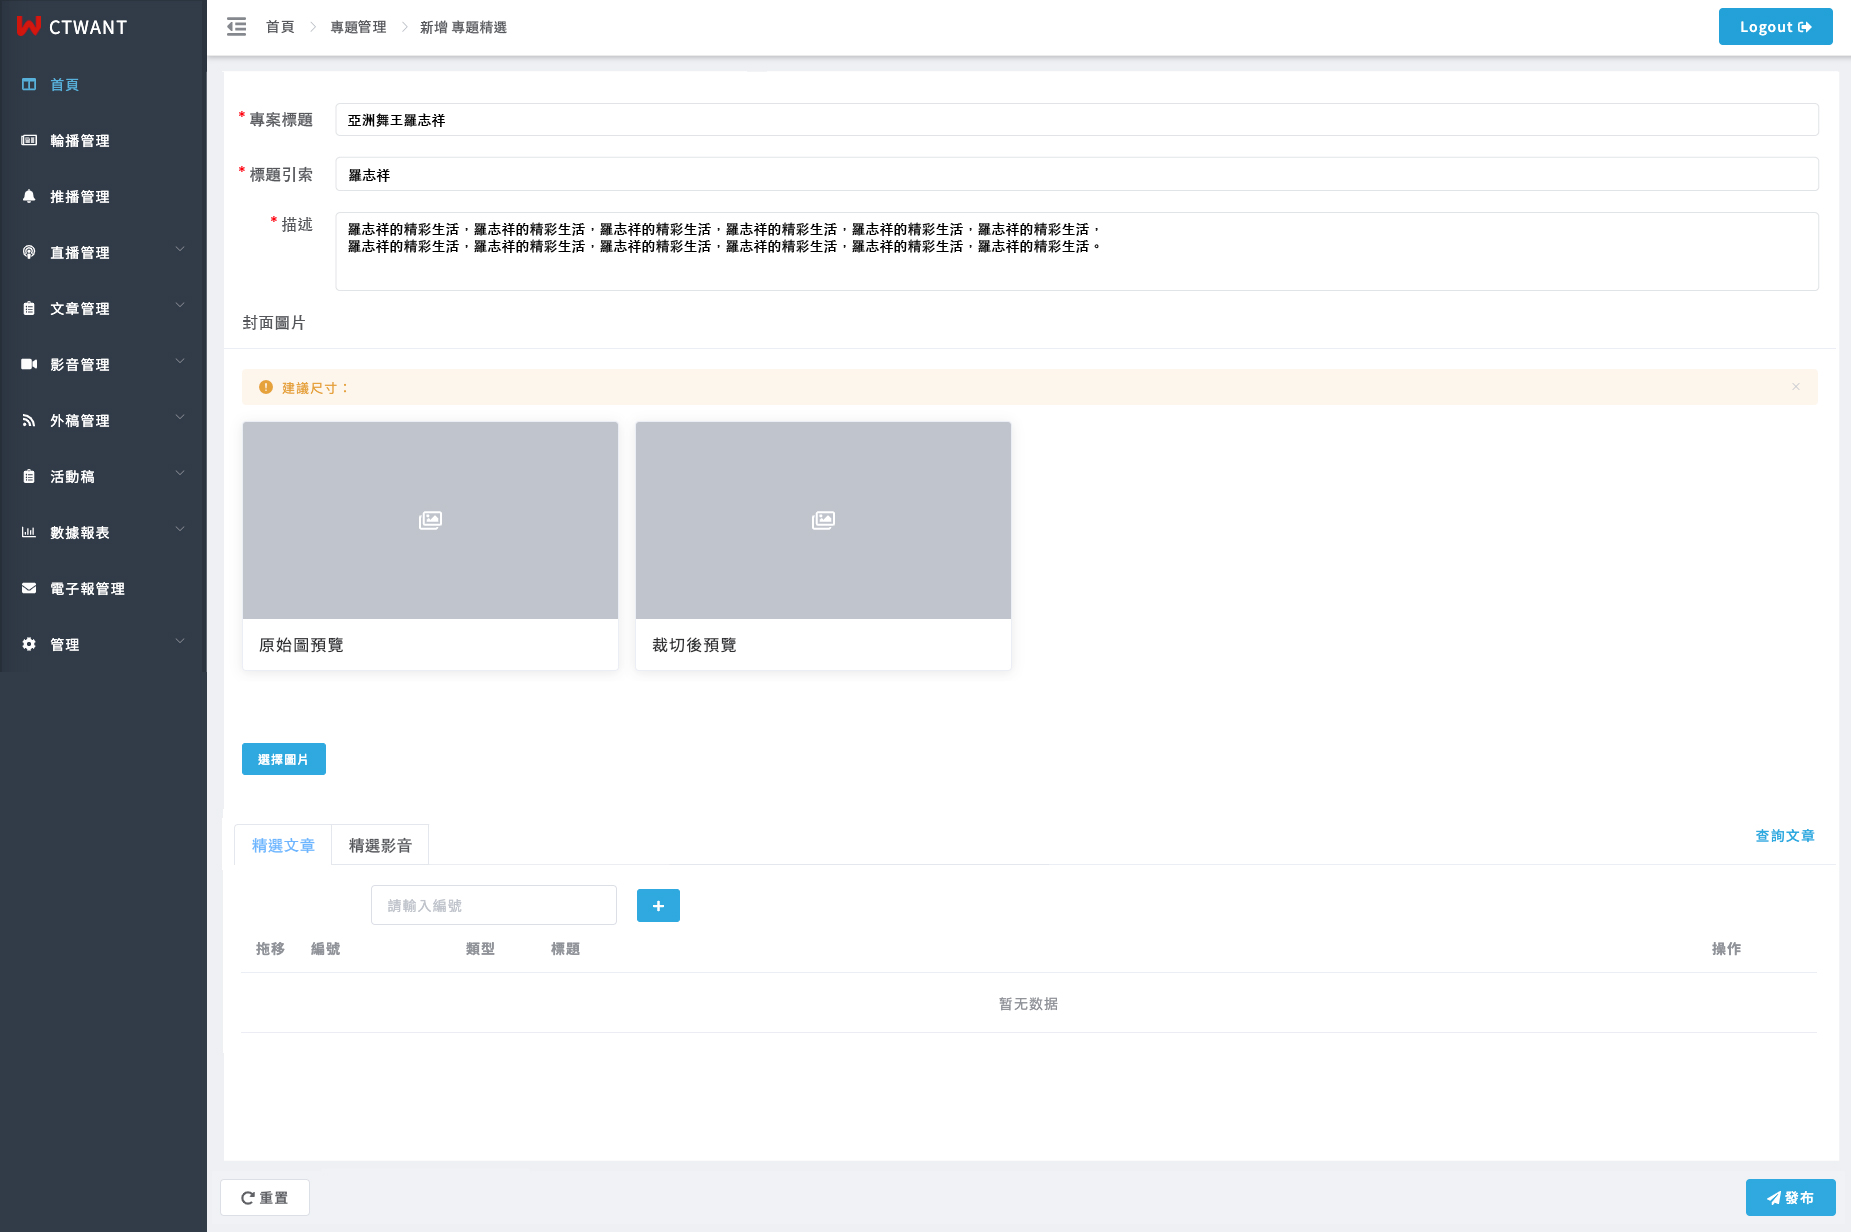 CTWANT
首頁
輪播管理
推播管理
直播管理
文章管理
影音管理
外稿管理
活動稿
數據報表
電子報管理
管理
首頁 專題管理 新增 專題精選
Logout
* 專案標題 亞洲舞王羅志祥
* 標題引索 羅志祥
* 描述
羅志祥的精彩生活，羅志祥的精彩生活，羅志祥的精彩生活，羅志祥的精彩生活，羅志祥的精彩生活，羅志祥的精彩生活，
羅志祥的精彩生活，羅志祥的精彩生活，羅志祥的精彩生活，羅志祥的精彩生活，羅志祥的精彩生活，羅志祥的精彩生活。
封面圖片
建議尺寸：
原始圖預覽
裁切後預覽
選擇圖片
精選文章 精選影音
查詢文章
請輸入編號
拖移 編號 類型 標題 操作
暂无数据
重置
發布